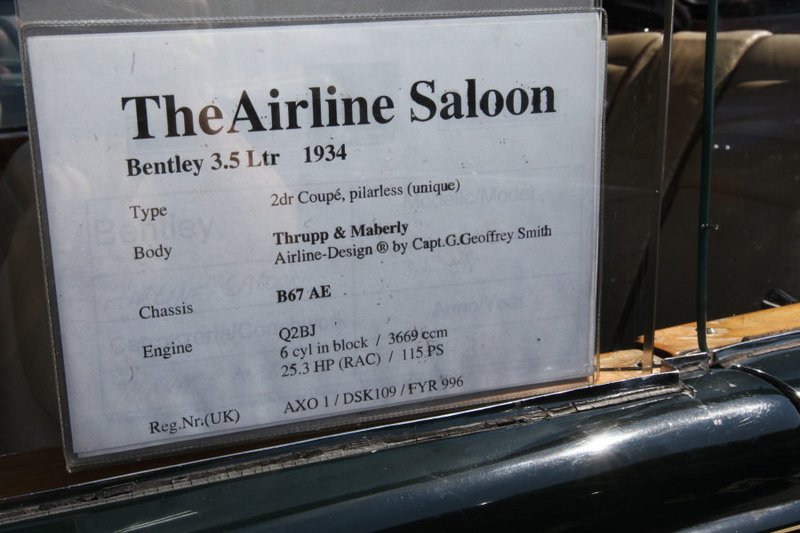 TheAirline Saloon
Bentley 3.5 Ltr 1934
Type 2dr Coupé, pilarless (unique)
Body Thrupp & Maberly
Airline-Design ® by Capt.G.Geoffrey Smith
Chassis B67 AE
Engine Q2BJ
6 cyl in block / 3669 ccm
25.3 HP (RAC) / 115 PS
Reg.Nr.(UK) AXO 1 / DSK109 / FYR 996